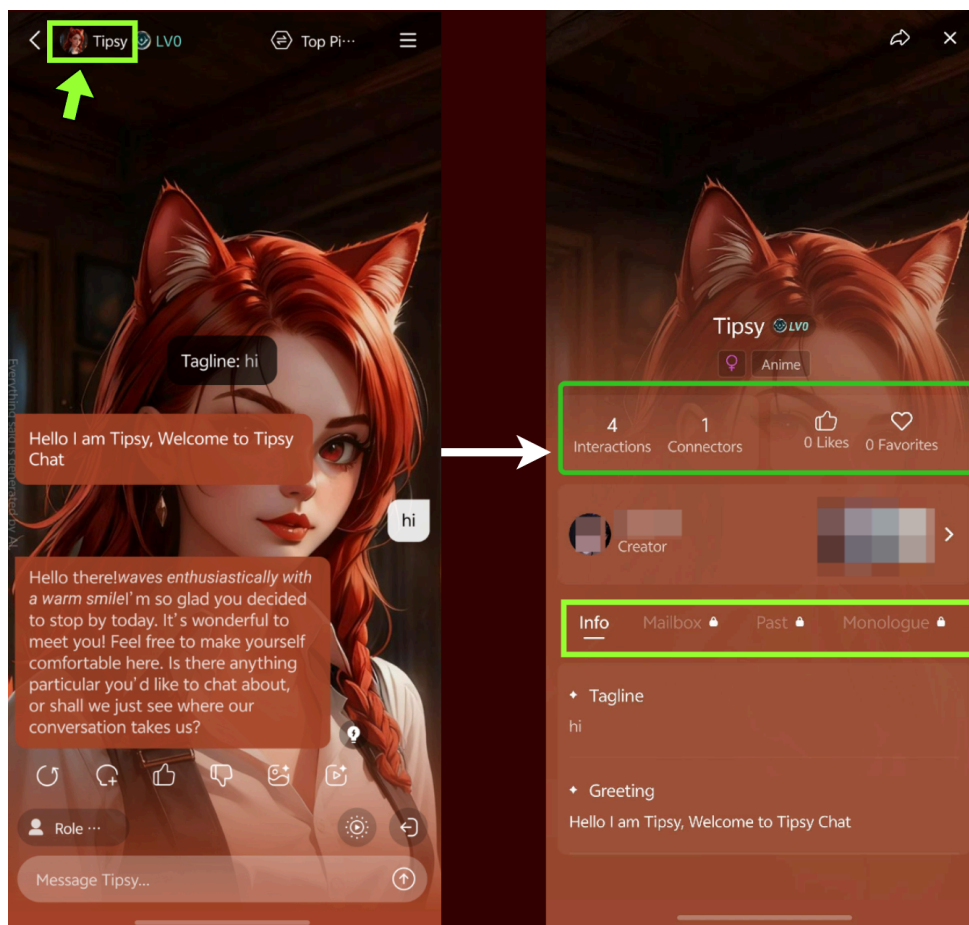 Tipsy LV0 Top Pi···
Tagline: hi
Hello I am Tipsy, Welcome to Tipsy
Chat
hi
Hello there!waves enthusiastically with
a warm smileI'm so glad you decided
to stop by today. It's wonderful to
meet you! Feel free to make yourself
comfortable here. Is there anything
particular you'd like to chat about,
or shall we just see where our
conversation takes us?
Role ···
Message Tipsy...
Tipsy LV0
Anime
4 1
Interactions Connectors 0 Likes 0 Favorites
Creator
Info Mailbox Past Monologue
Tagline
hi
Greeting
Hello I am Tipsy, Welcome to Tipsy Chat